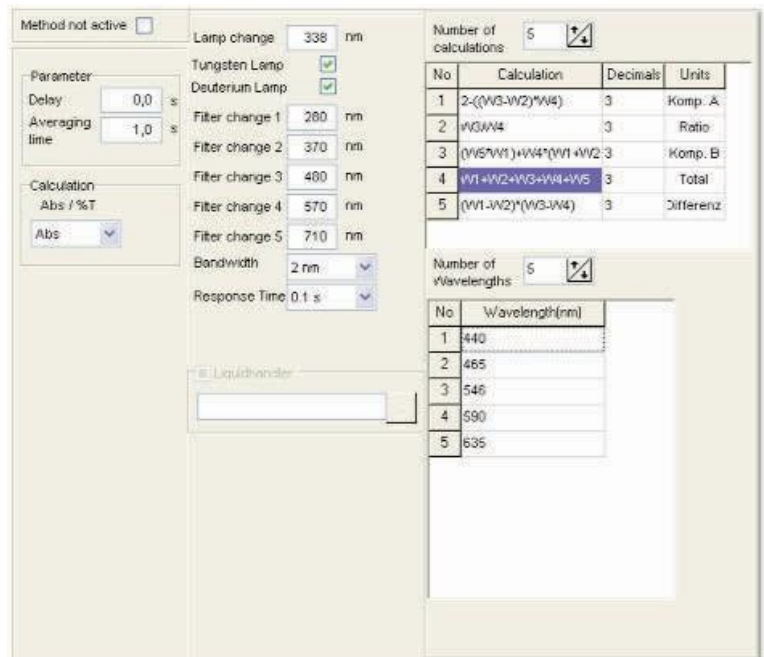 Method not active
Parameter
Delay 0,0 s
Averaging time 1,0 s
Calculation
Abs / %T
Abs
Lamp change 338 nm
Tungsten Lamp
Deuterium Lamp
Filter change 1 280 nm
Filter change 2 370 nm
Filter change 3 480 nm
Filter change 4 570 nm
Filter change 5 710 nm
Bandwidth 2 nm
Response Time 0.1 s
Liquidhandler
Number of calculations 5
No Calculation Decimals Units
1 2-((W3-W2)*W4) 3 Komp. A
2 W3/W4 3 Ratio
3 (W5*W1)+W4*(W1+W2 3 Komp. B
4 W1+W2+W3+W4+W5 3 Total
5 (W1-W2)*(W3-W4) 3 Differenz
Number of Wavelengths 5
No Wavelength(nm)
1 440
2 465
3 546
4 590
5 635